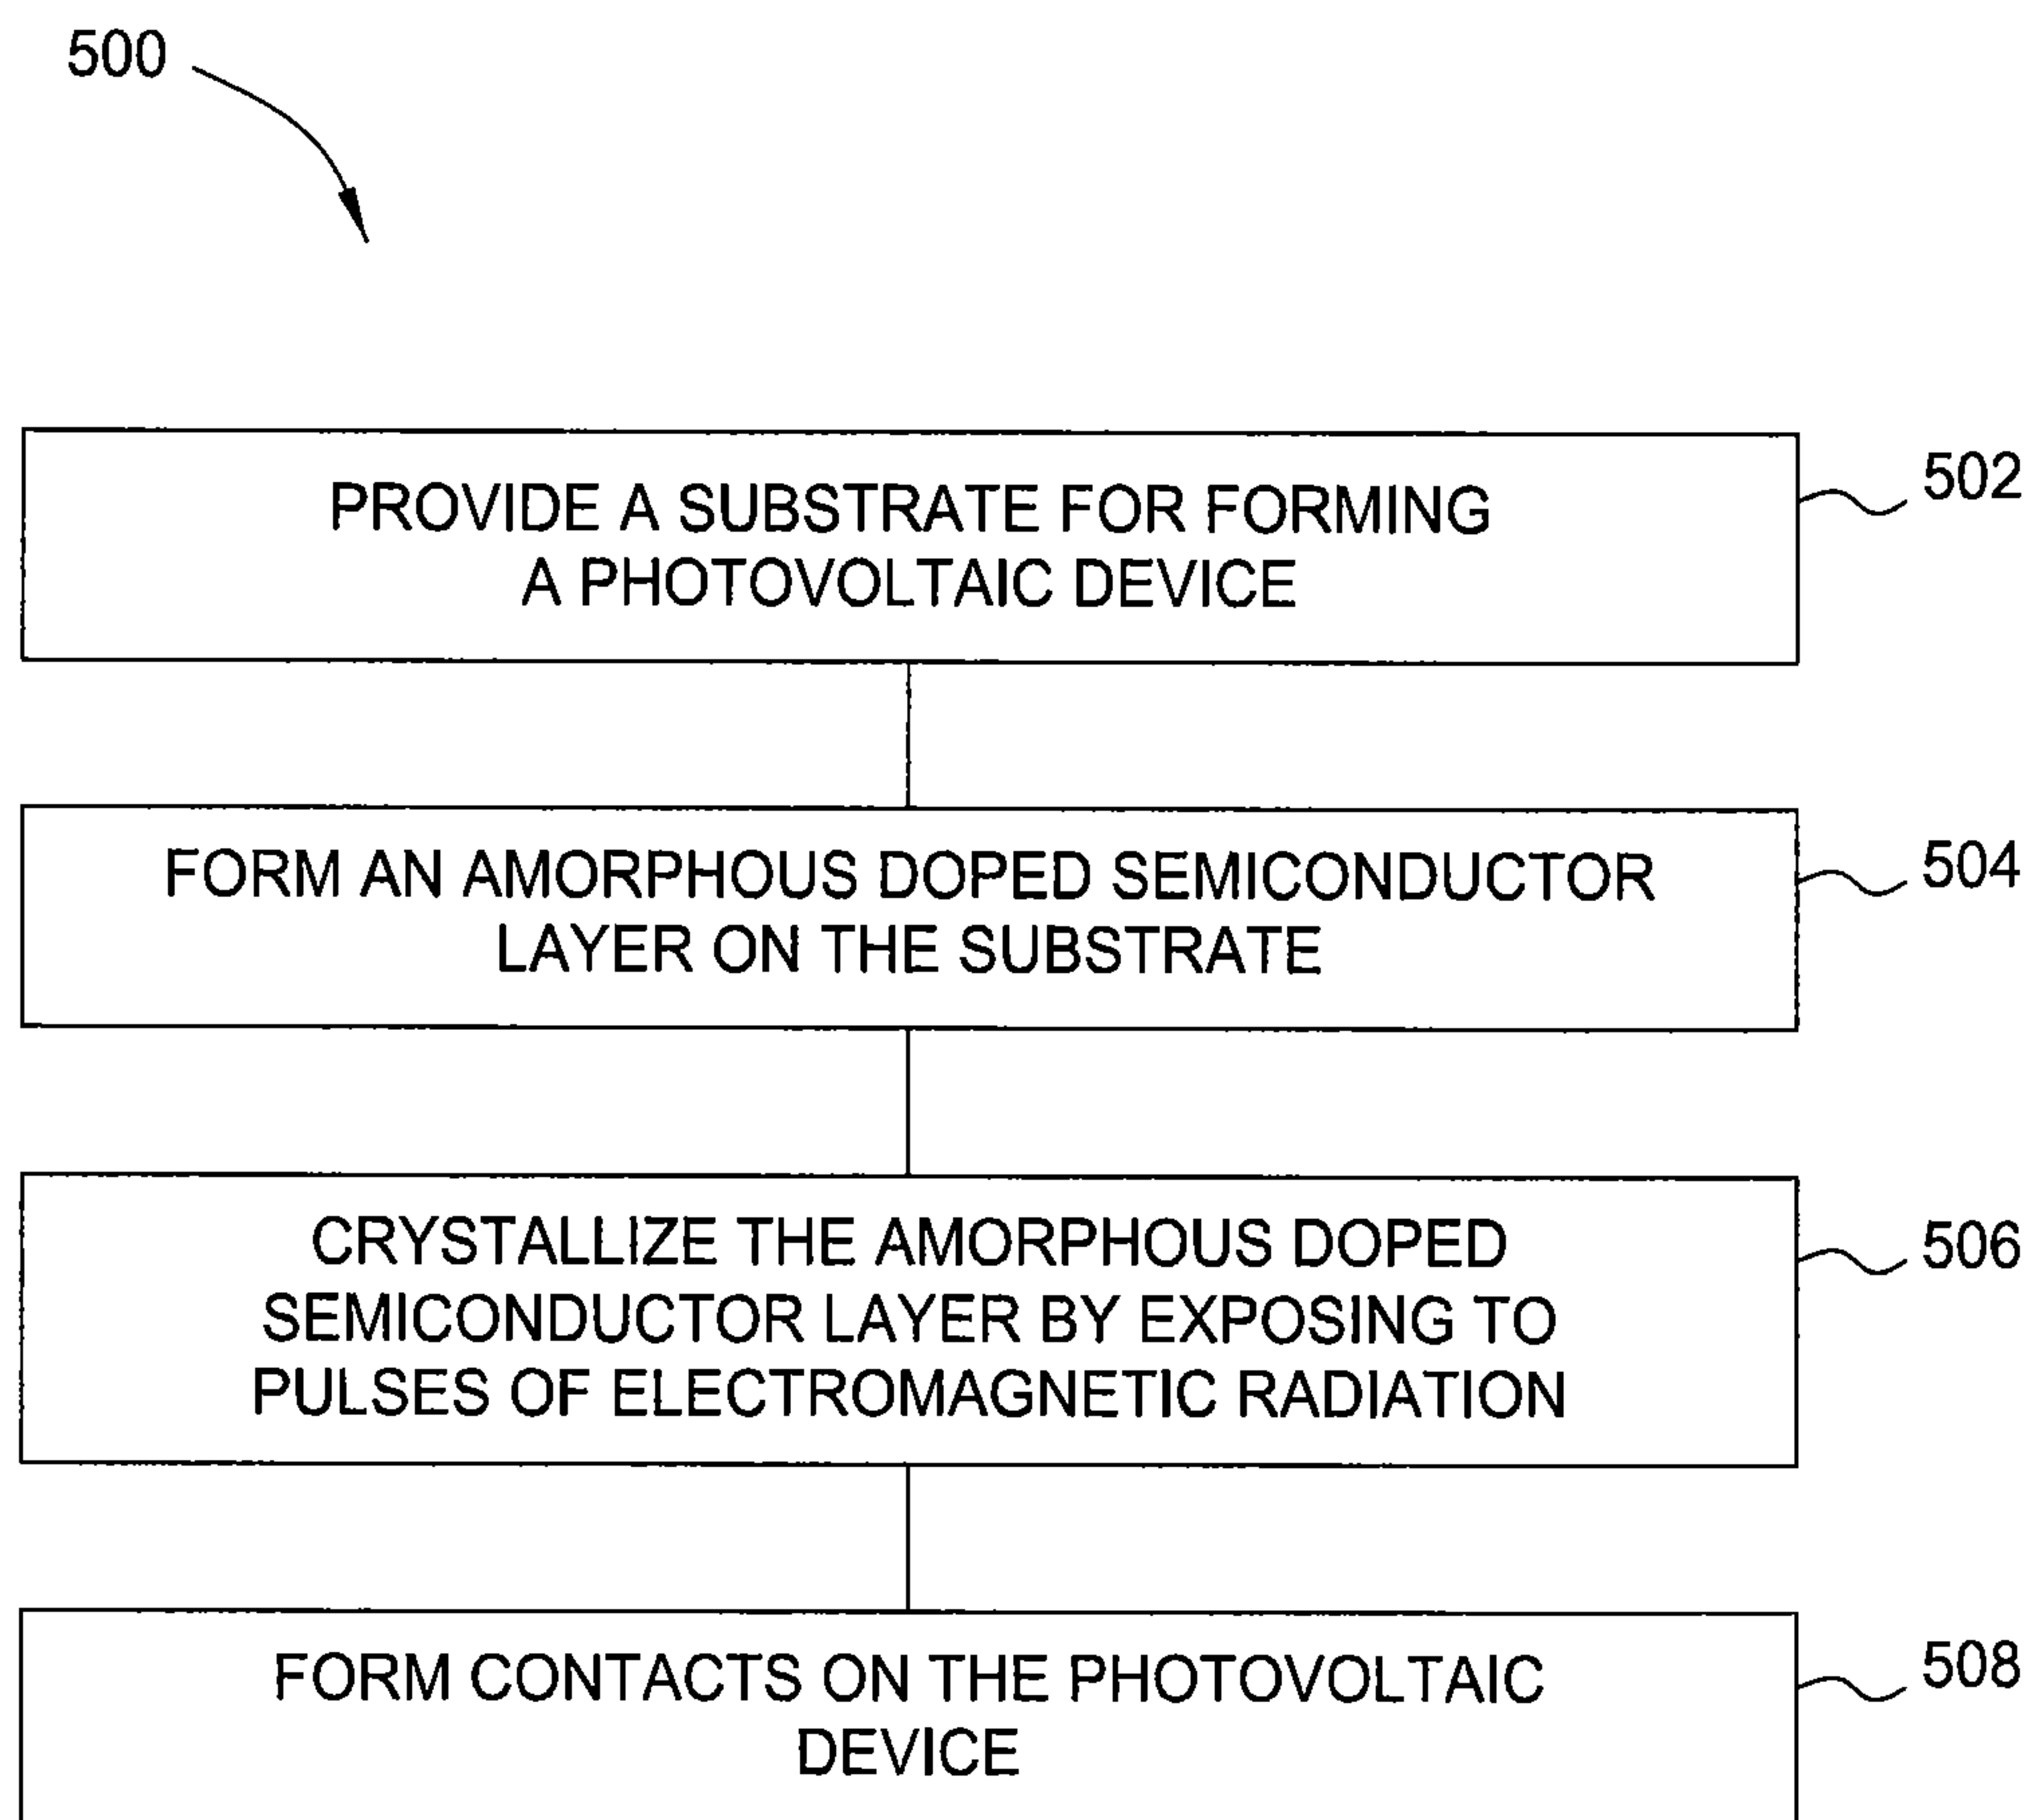 500
PROVIDE A SUBSTRATE FOR FORMING
A PHOTOVOLTAIC DEVICE
502
FORM AN AMORPHOUS DOPED SEMICONDUCTOR
LAYER ON THE SUBSTRATE
504
CRYSTALLIZE THE AMORPHOUS DOPED
SEMICONDUCTOR LAYER BY EXPOSING TO
PULSES OF ELECTROMAGNETIC RADIATION
506
FORM CONTACTS ON THE PHOTOVOLTAIC
DEVICE
508